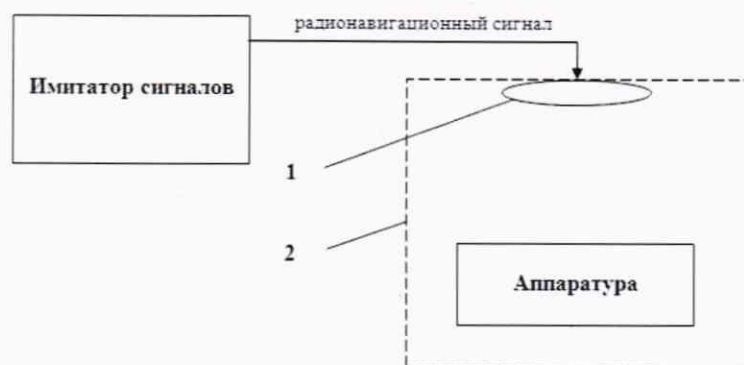 радионавигационный сигнал
Имитатор сигналов
1
2
Аппаратура